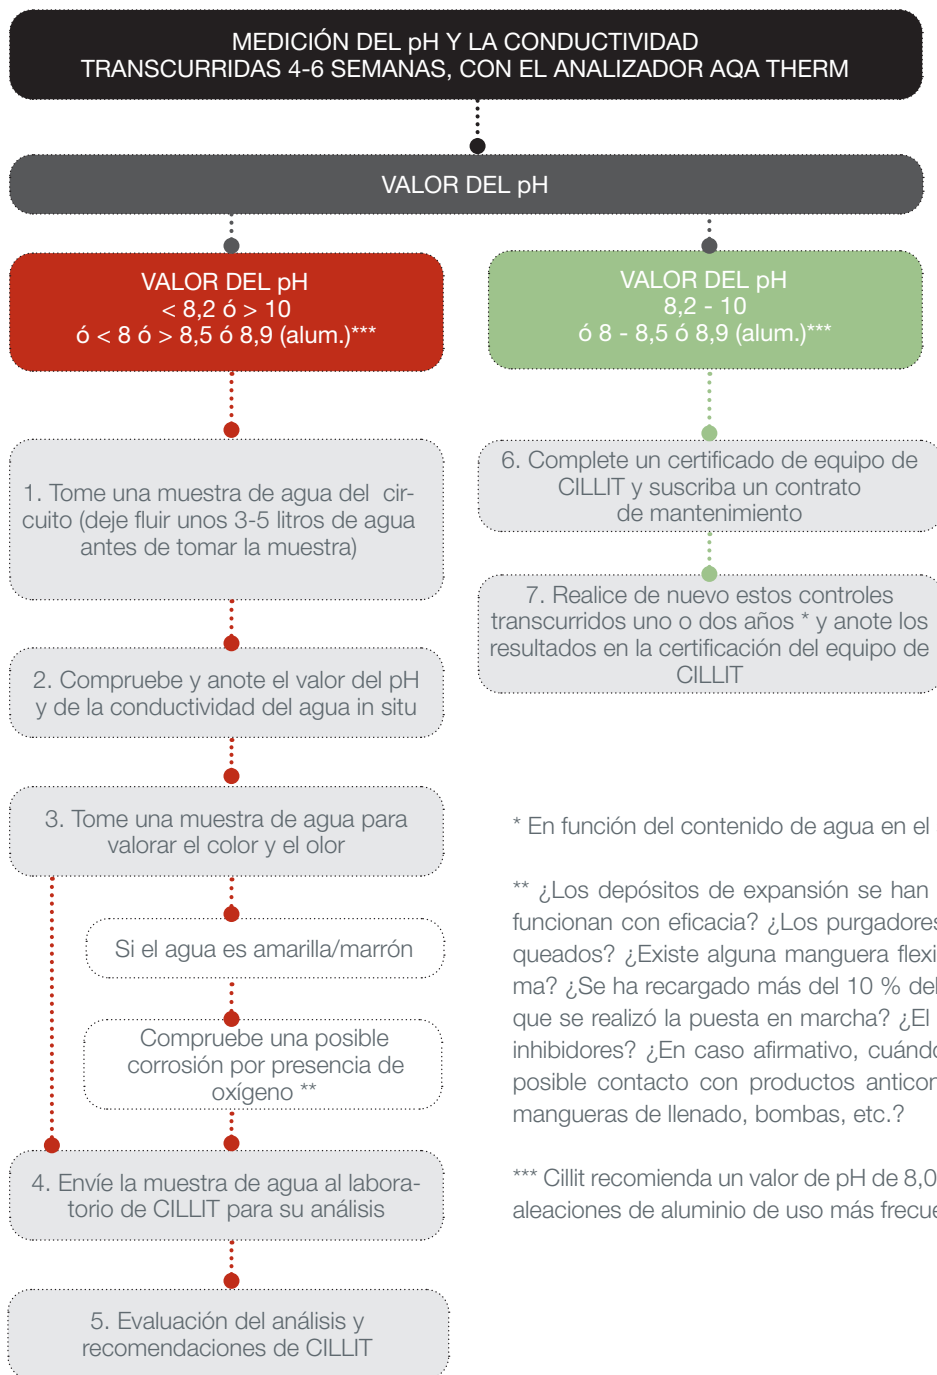 MEDICIÓN DEL pH Y LA CONDUCTIVIDAD
TRANSCURRIDAS 4-6 SEMANAS, CON EL ANALIZADOR AQA THERM
VALOR DEL pH
VALOR DEL pH
< 8,2 ó > 10
ó < 8 ó > 8,5 ó 8,9 (alum.)***
1. Tome una muestra de agua del cir-
cuito (deje fluir unos 3-5 litros de agua
antes de tomar la muestra)
2. Compruebe y anote el valor del pH
y de la conductividad del agua in situ
3. Tome una muestra de agua para
valorar el color y el olor
Si el agua es amarilla/marrón
Compruebe una posible
corrosión por presencia de
oxígeno **
4. Envíe la muestra de agua al labora-
torio de CILLIT para su análisis
5. Evaluación del análisis y
recomendaciones de CILLIT
VALOR DEL pH
8,2 - 10
ó 8 - 8,5 ó 8,9 (alum.)***
6. Complete un certificado de equipo de
CILLIT y suscriba un contrato
de mantenimiento
7. Realice de nuevo estos controles
transcurridos uno o dos años * y anote los
resultados en la certificación del equipo de
CILLIT
* En función del contenido de agua en el
** ¿Los depósitos de expansión se han
funcionan con eficacia? ¿Los purgadores
queados? ¿Existe alguna manguera flexi
ma? ¿Se ha recargado más del 10 % del
que se realizó la puesta en marcha? ¿El
inhibidores? ¿En caso afirmativo, cuándo
posible contacto con productos anticon
mangueras de llenado, bombas, etc.?
*** Cillit recomienda un valor de pH de 8,0
aleaciones de aluminio de uso más frecue